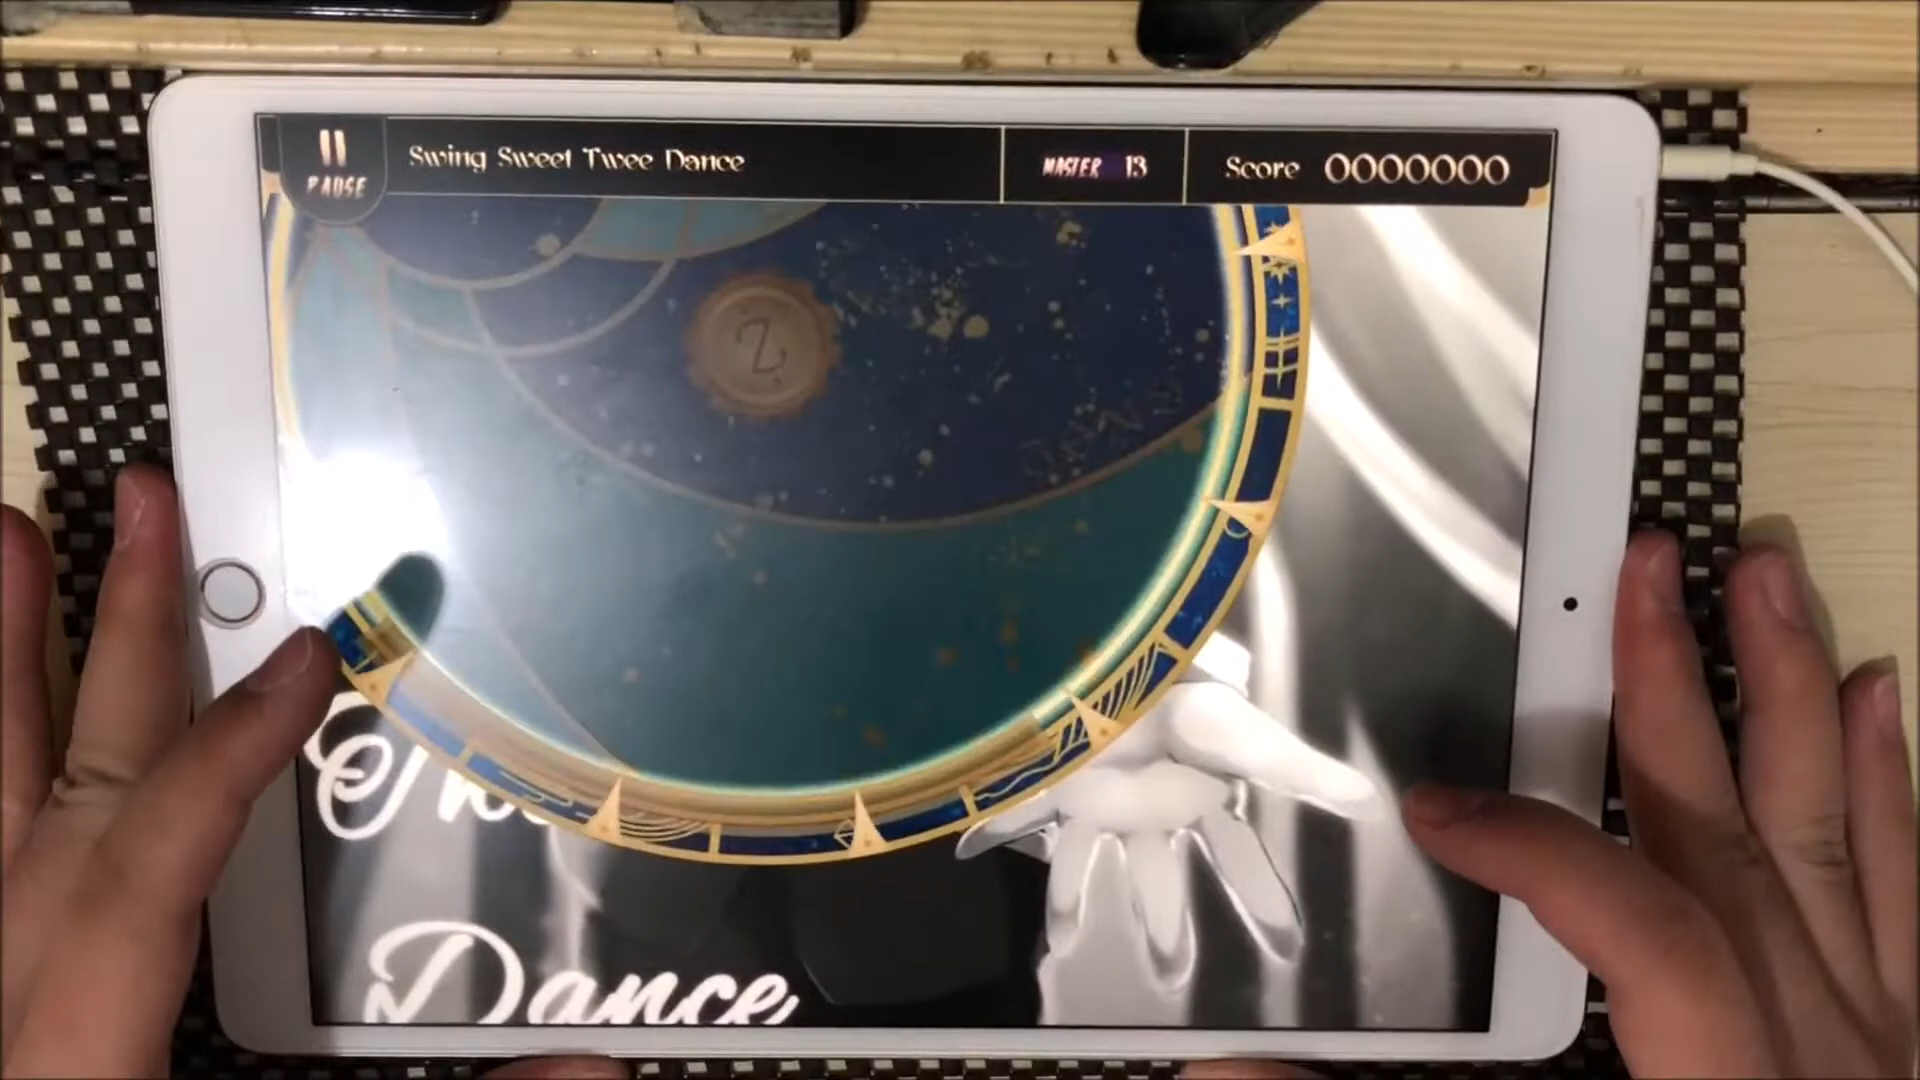 PAUSE
Swing Sweet Twee Dance
MASTER 13
Score 0000000
Dance